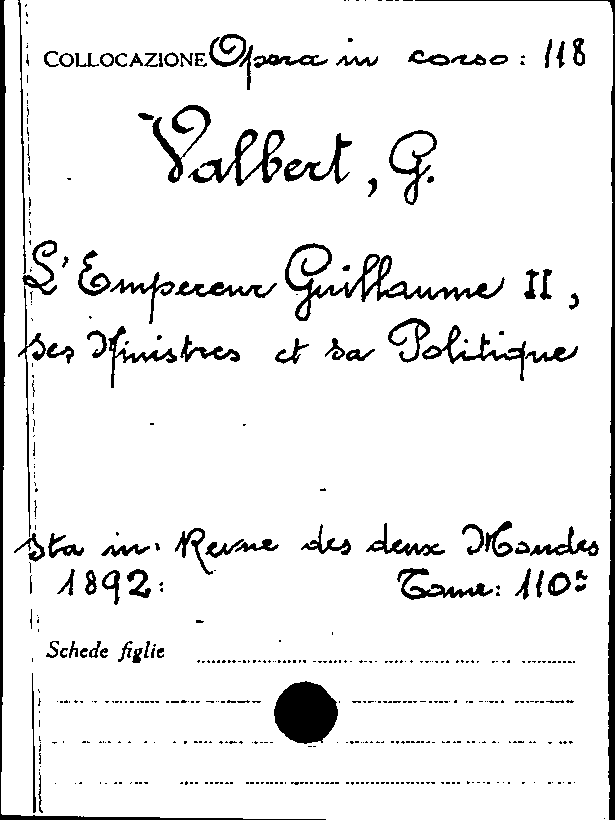 COLLOCAZIONE Opera in corso: 118
Valbert, G.
L'Empereur Guillaume II,
ses Ministres et sa Politique
sta in: Revue des deux Mondes
1892: Tome: 110º
Schede figlie